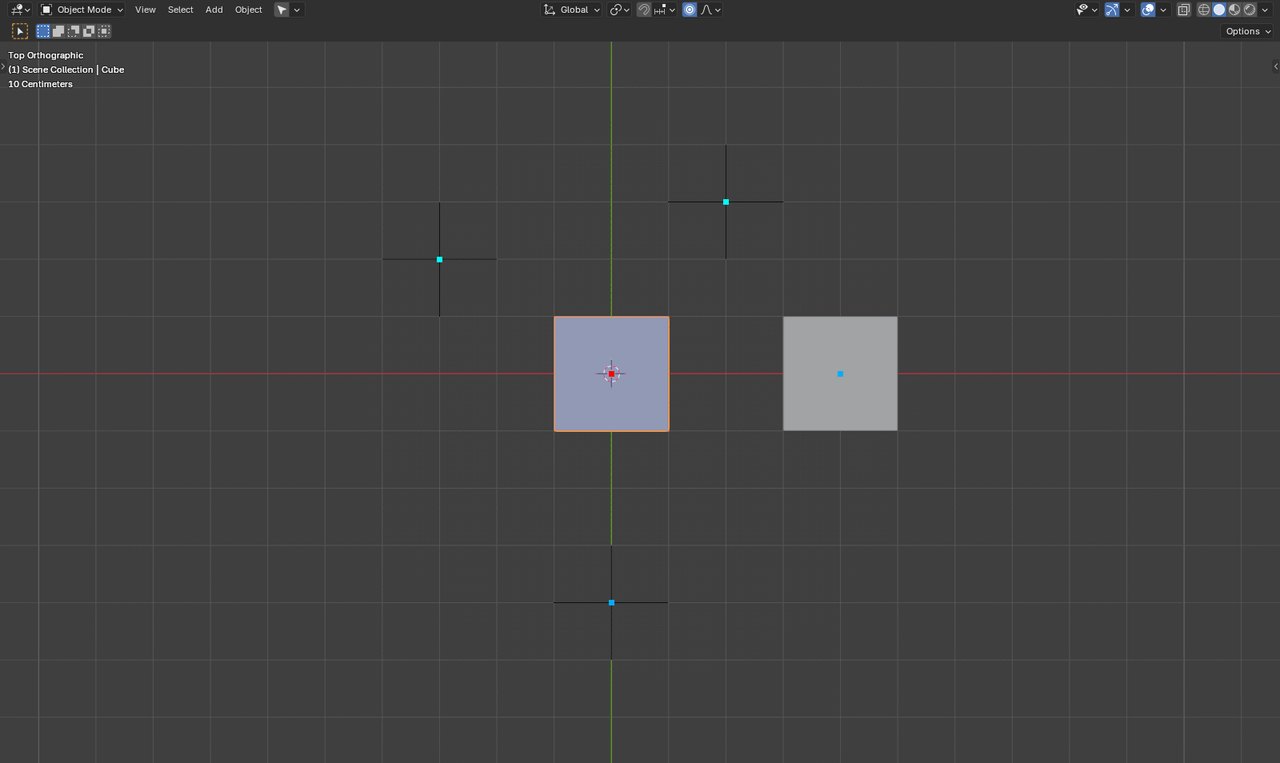 Object Mode View Select Add Object Global
Options
Top Orthographic
(1) Scene Collection | Cube
10 Centimeters